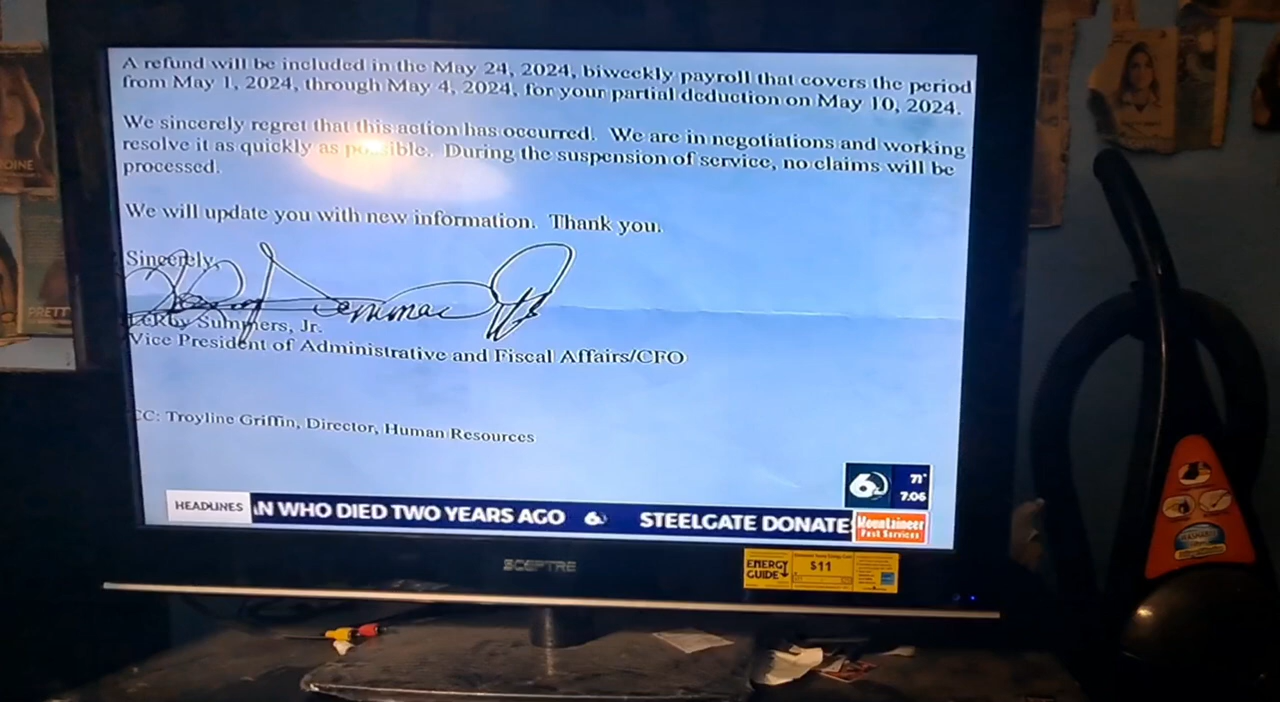 A refund will be included in the May 24, 2024, biweekly payroll that covers the period
from May 1, 2024, through May 4, 2024, for your partial deduction on May 10, 2024.
We sincerely regret that this action has occurred. We are in negotiations and working
resolve it as quickly as possible. During the suspension of service, no claims will be
processed.
We will update you with new information. Thank you.
Sincerely,
Summers, Jr.
Vice President of Administrative and Fiscal Affairs/CFO
CC: Troyline Griffin, Director, Human Resources
6 71°
7:06
HEADLINES AN WHO DIED TWO YEARS AGO 6 STEELGATE DONATE
Mountaineer
Pest Services
SCEPTRE
ENERGY
GUIDE
$11
OINE
PRETT